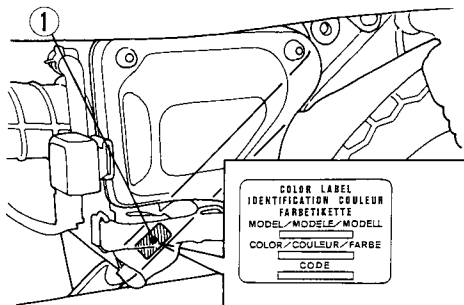 1
COLOR LABEL
IDENTIFICATION COULEUR
FARBETIKETTE
MODEL/MODELE/MODELL
COLOR/COULEUR/FARBE
CODE